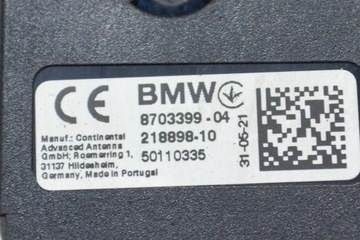 CE BMW
8703399-04
Manuf.: Continental
Advanced Antenna
GmbH; Roemerring 1,
31137 Hildesheim,
Germany, Made in Portugal
218898-10
50110335
31-05-21